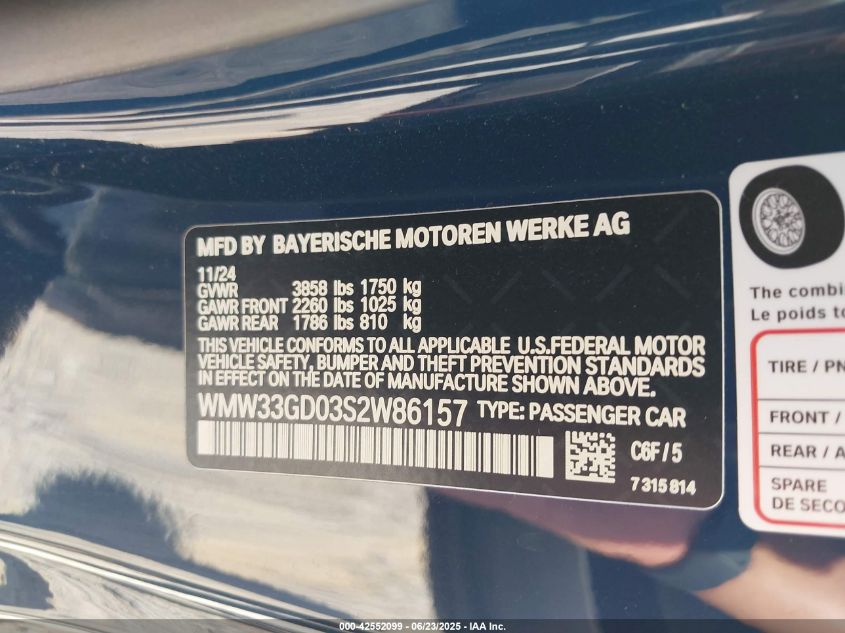 MFD BY BAYERISCHE MOTOREN WERKE AG
11/24
GVWR 3858 lbs 1750 kg
GAWR FRONT 2260 lbs 1025 kg
GAWR REAR 1786 lbs 810 kg
THIS VEHICLE CONFORMS TO ALL APPLICABLE U.S.FEDERAL MOTOR
VEHICLE SAFETY, BUMPER AND THEFT PREVENTION STANDARDS
IN EFFECT ON THE DATE OF MANUFACTURE SHOWN ABOVE.
WMW33GD03S2W86157 TYPE: PASSENGER CAR
C6F/5
7 315 814
The combi
Le poids to
TIRE / PN
FRONT /
REAR / A
SPARE
DE SECO
000-42552099 - 06/23/2025 - IAA Inc.